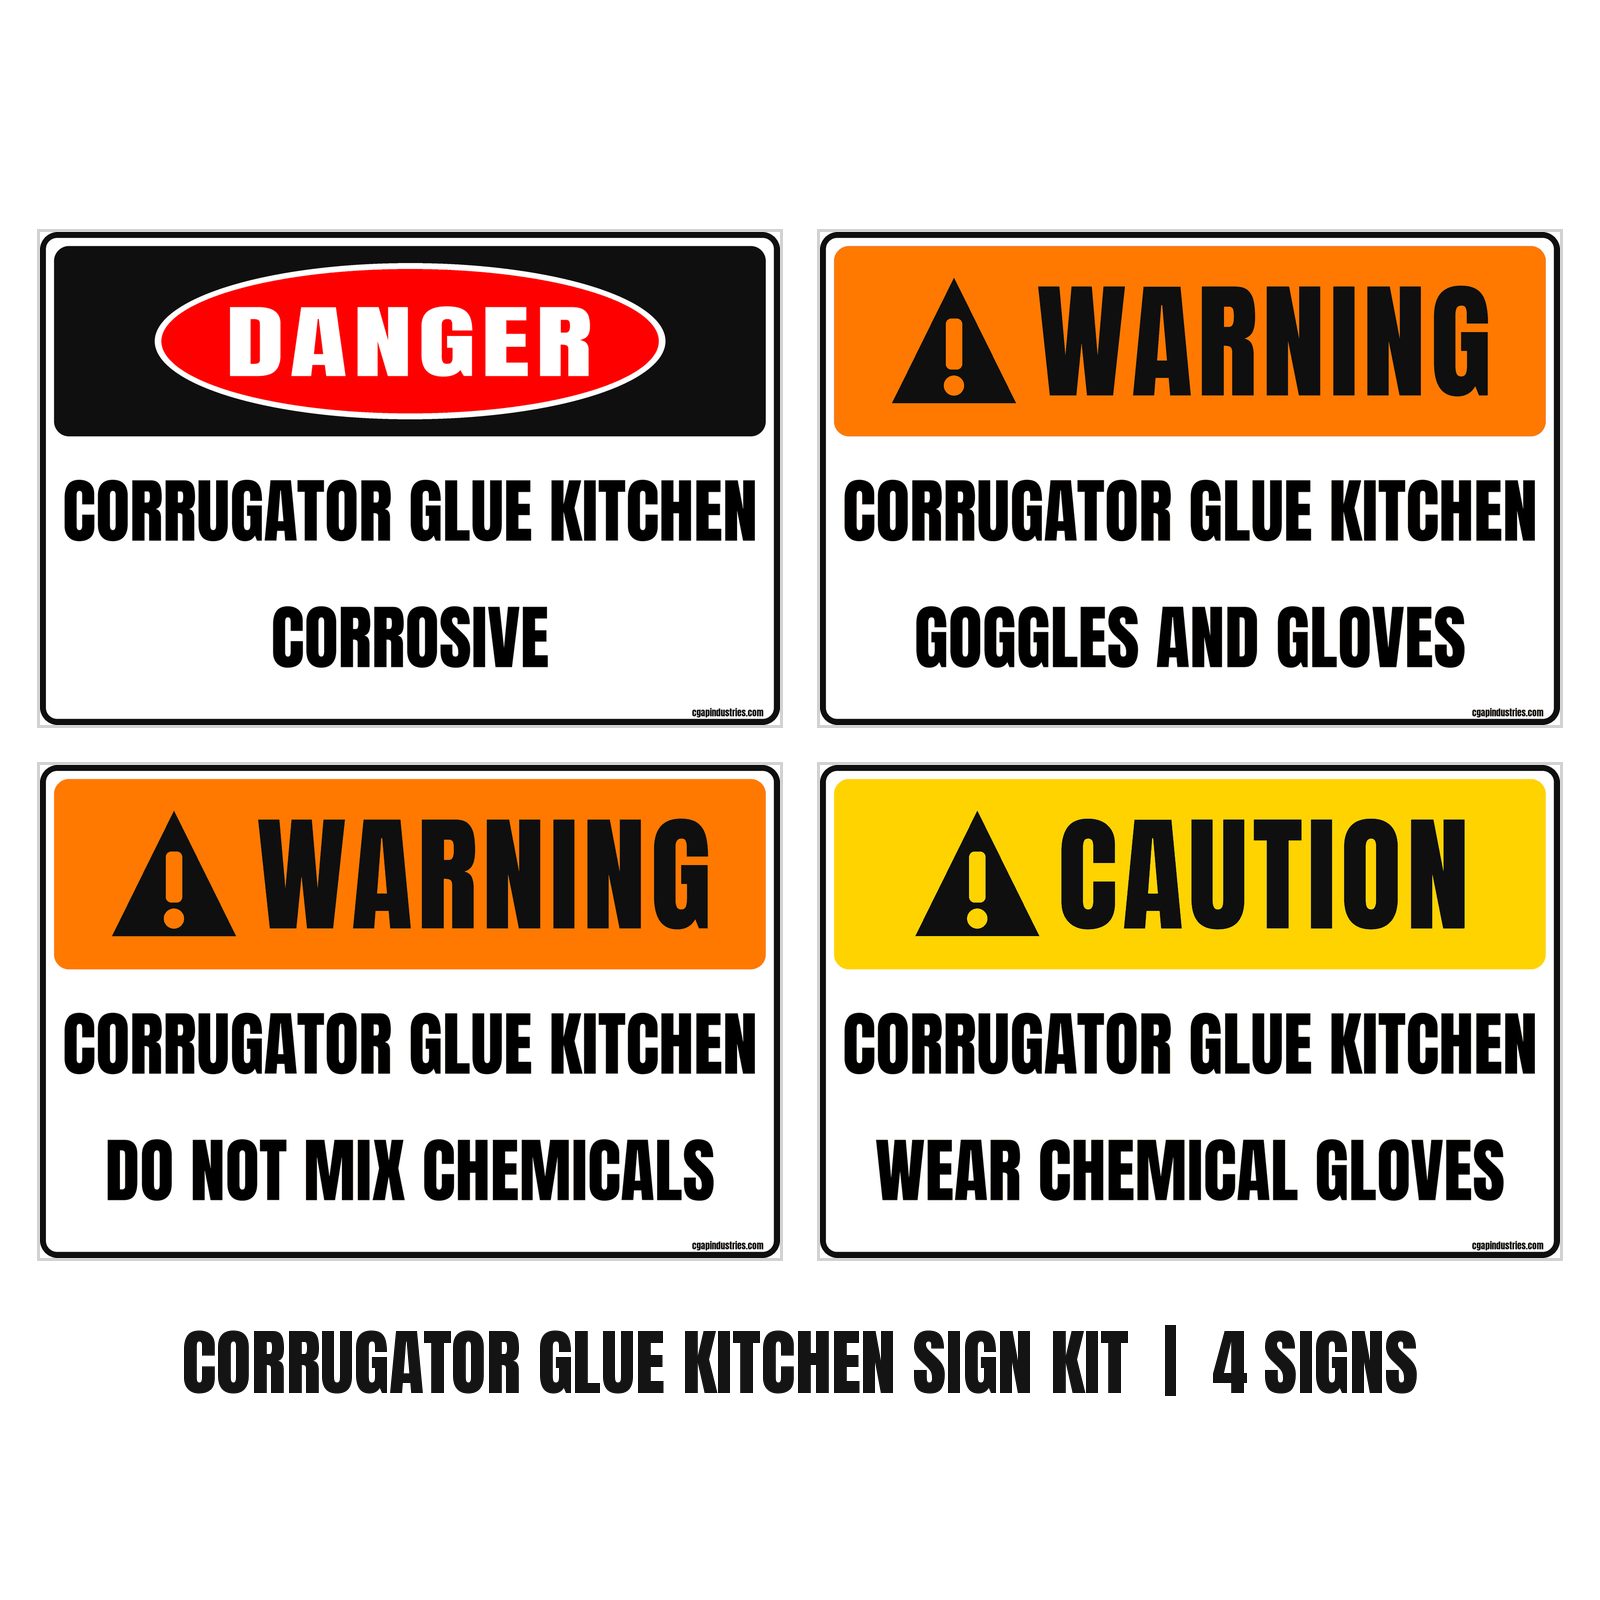 DANGER
CORRUGATOR GLUE KITCHEN
CORROSIVE
cgapindustries.com
WARNING
CORRUGATOR GLUE KITCHEN
GOGGLES AND GLOVES
cgapindustries.com
WARNING
CORRUGATOR GLUE KITCHEN
DO NOT MIX CHEMICALS
cgapindustries.com
CAUTION
CORRUGATOR GLUE KITCHEN
WEAR CHEMICAL GLOVES
cgapindustries.com
CORRUGATOR GLUE KITCHEN SIGN KIT | 4 SIGNS